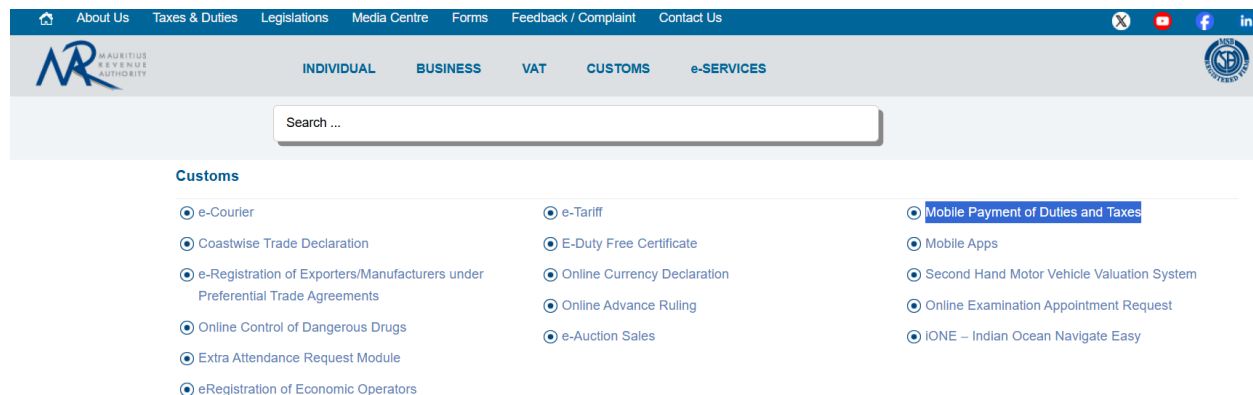 About Us Taxes & Duties Legislations Media Centre Forms Feedback / Complaint Contact Us
MAURITIUS
REVENUE
AUTHORITY
INDIVIDUAL BUSINESS VAT CUSTOMS e-SERVICES
MSB
REGISTERED FIRM
Search ...
Customs
e-Courier
Coastwise Trade Declaration
e-Registration of Exporters/Manufacturers under
Preferential Trade Agreements
Online Control of Dangerous Drugs
Extra Attendance Request Module
eRegistration of Economic Operators
e-Tariff
E-Duty Free Certificate
Online Currency Declaration
Online Advance Ruling
e-Auction Sales
Mobile Payment of Duties and Taxes
Mobile Apps
Second Hand Motor Vehicle Valuation System
Online Examination Appointment Request
iONE – Indian Ocean Navigate Easy